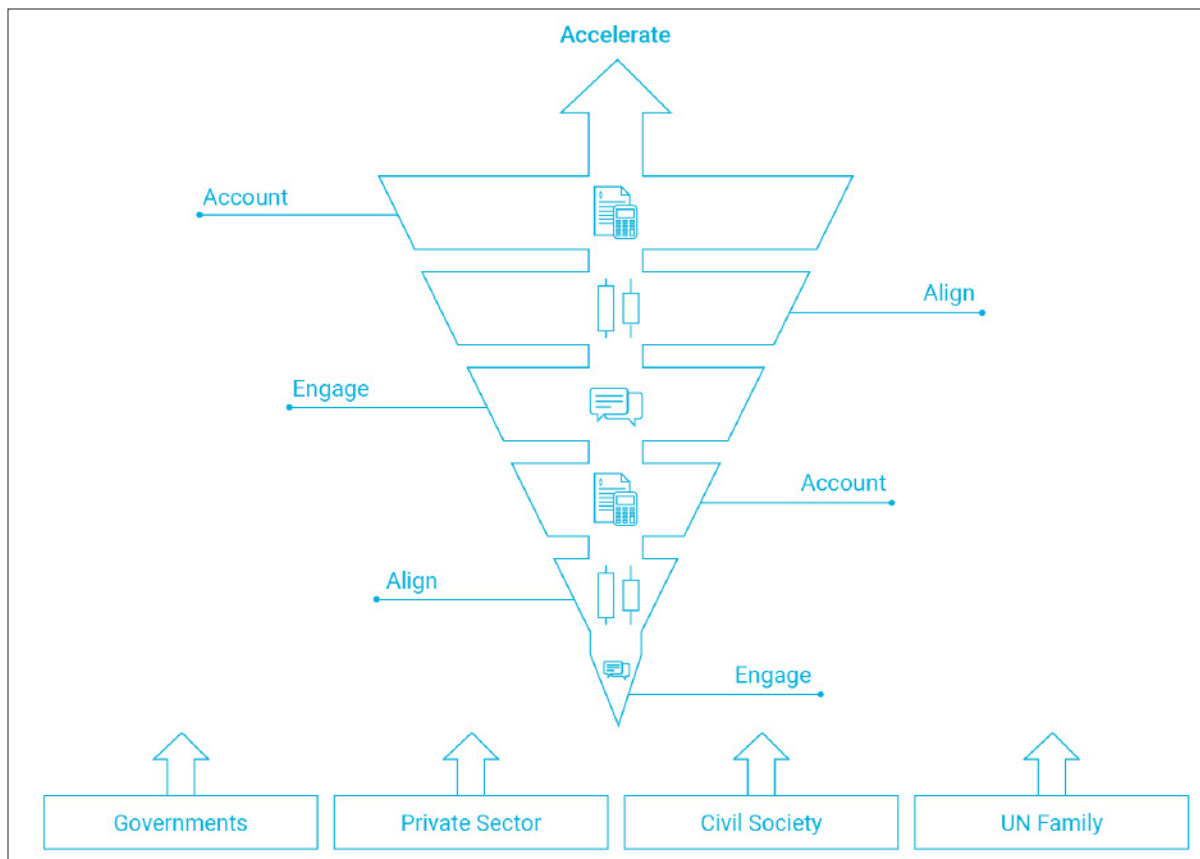 Accelerate
Account
Align
Engage
Account
Align
Engage
Governments
Private Sector
Civil Society
UN Family